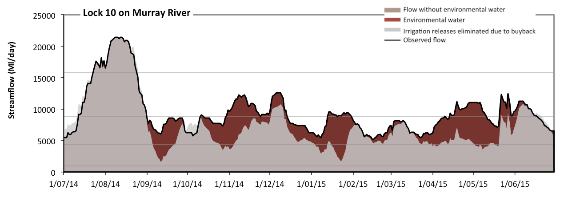 Lock 10 on Murray River
Flow without environmental water
Environmental water
Irrigation releases eliminated due to buyback
Observed flow
Streamflow (Ml/day)
25000
20000
15000
10000
5000
0
1/07/14 1/08/14 1/09/14 1/10/14 1/11/14 1/12/14 1/01/15 1/02/15 1/03/15 1/04/15 1/05/15 1/06/15